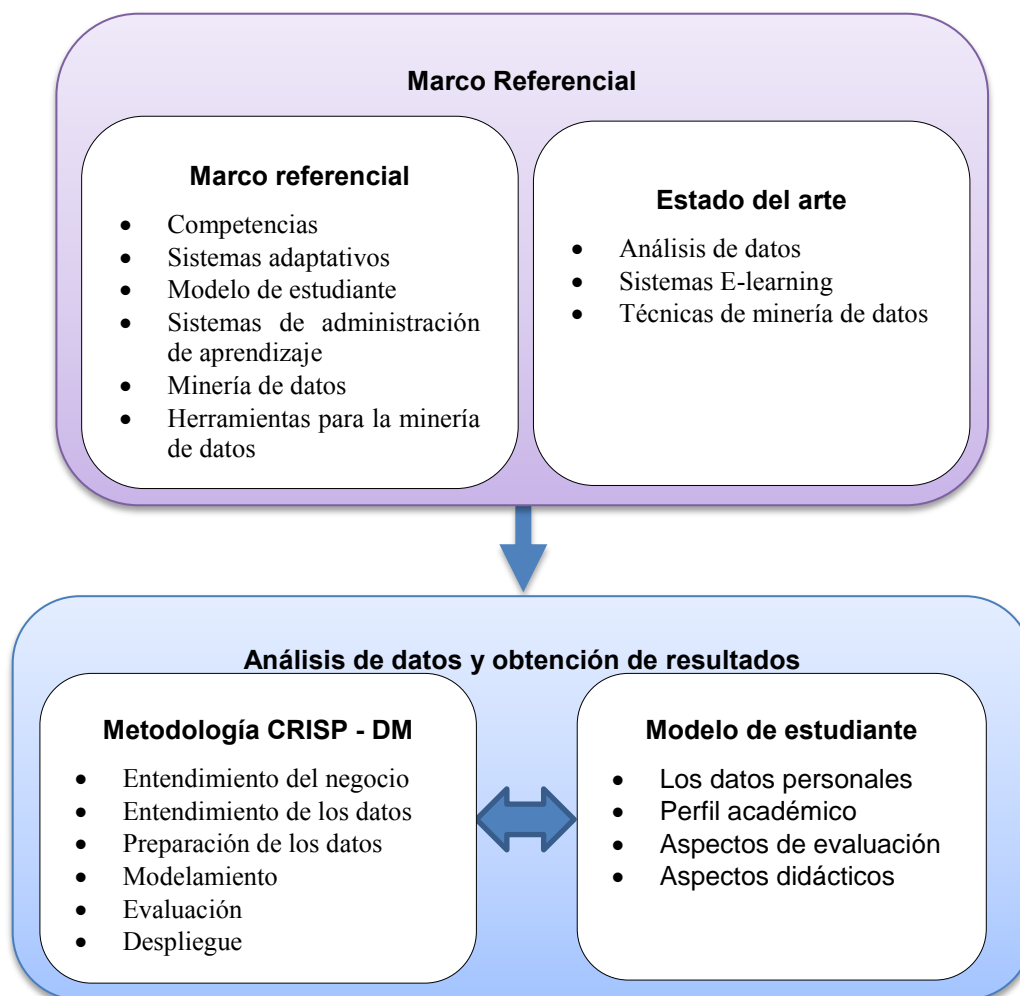 Marco Referencial
Marco referencial
• Competencias
• Sistemas adaptativos
• Modelo de estudiante
• Sistemas de administración
de aprendizaje
• Minería de datos
• Herramientas para la minería
de datos
Estado del arte
• Análisis de datos
• Sistemas E-learning
• Técnicas de minería de datos
Análisis de datos y obtención de resultados
Metodología CRISP - DM
• Entendimiento del negocio
• Entendimiento de los datos
• Preparación de los datos
• Modelamiento
• Evaluación
• Despliegue
Modelo de estudiante
• Los datos personales
• Perfil académico
• Aspectos de evaluación
• Aspectos didácticos